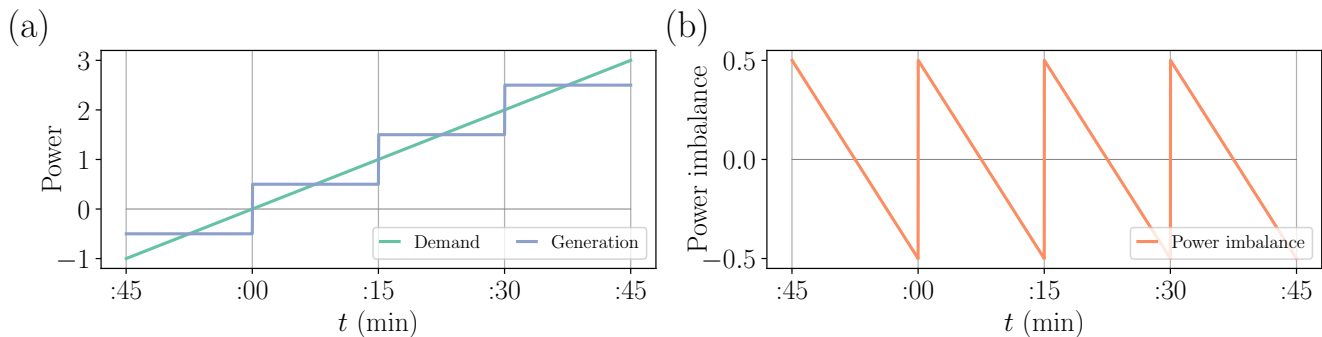 (a)
Power
3
2
1
0
−1
:45
:00
:15
:30
:45
t (min)
Demand
Generation
(b)
Power imbalance
0.5
0.0
−0.5
:45
:00
:15
:30
:45
t (min)
Power imbalance